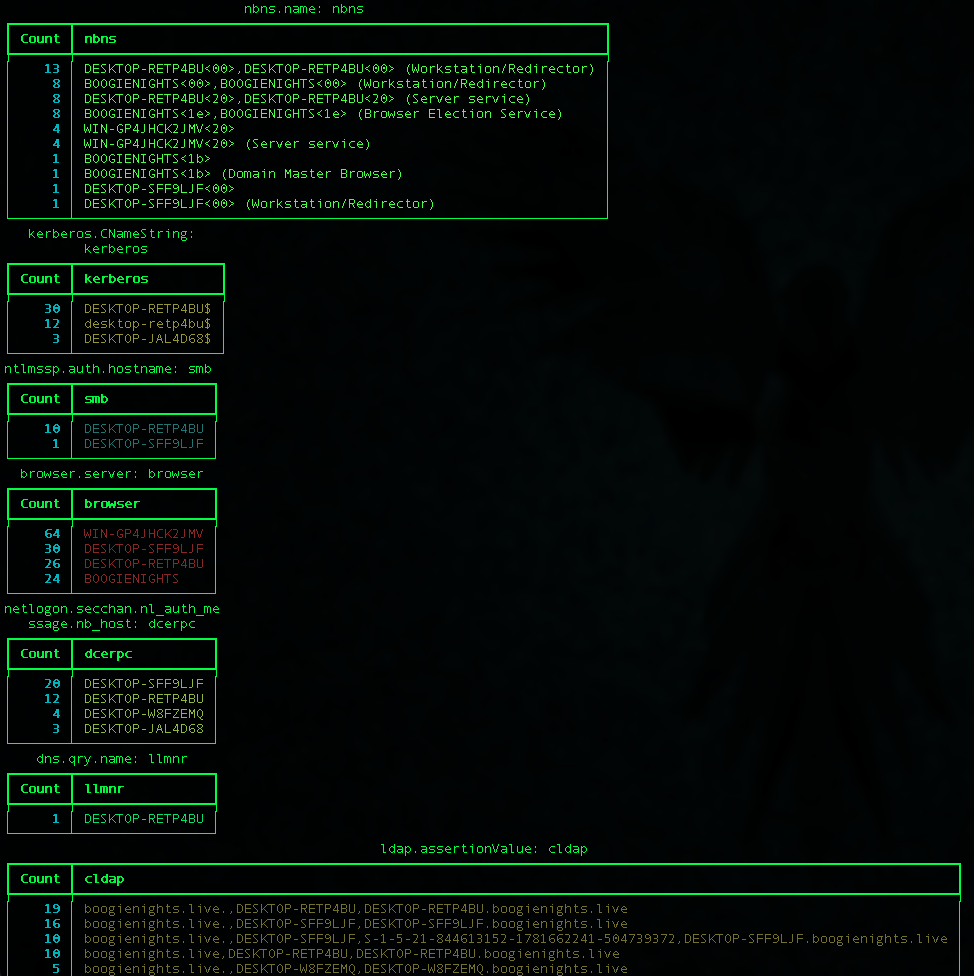 nbns.name: nbns
Count nbns
13 DESKTOP-RETP4BU<00>,DESKTOP-RETP4BU<00> (Workstation/Redirector)
8 BOOGIENIGHTS<00>,BOOGIENIGHTS<00> (Workstation/Redirector)
8 DESKTOP-RETP4BU<20>,DESKTOP-RETP4BU<20> (Server service)
8 BOOGIENIGHTS<1e>,BOOGIENIGHTS<1e> (Browser Election Service)
4 WIN-GP4JHCK2JMV<20>
4 WIN-GP4JHCK2JMV<20> (Server service)
1 BOOGIENIGHTS<1b>
1 BOOGIENIGHTS<1b> (Domain Master Browser)
1 DESKTOP-SFF9LJF<00>
1 DESKTOP-SFF9LJF<00> (Workstation/Redirector)
kerberos.CNameString:
kerberos
Count kerberos
30 DESKTOP-RETP4BU$
12 desktop-retp4bu$
3 DESKTOP-JAL4D68$
ntlmssp.auth.hostname: smb
Count smb
10 DESKTOP-RETP4BU
1 DESKTOP-SFF9LJF
browser.server: browser
Count browser
64 WIN-GP4JHCK2JMV
30 DESKTOP-SFF9LJF
26 DESKTOP-RETP4BU
24 BOOGIENIGHTS
netlogon.secchan.nl_auth_me
ssage.nb_host: dcerpc
Count dcerpc
20 DESKTOP-SFF9LJF
12 DESKTOP-RETP4BU
4 DESKTOP-W8FZEMQ
3 DESKTOP-JAL4D68
dns.qry.name: llmnr
Count llmnr
1 DESKTOP-RETP4BU
ldap.assertionValue: cldap
Count cldap
19 boogienights.live.,DESKTOP-RETP4BU,DESKTOP-RETP4BU.boogienights.live
16 boogienights.live.,DESKTOP-SFF9LJF,DESKTOP-SFF9LJF.boogienights.live
10 boogienights.live.,DESKTOP-SFF9LJF,S-1-5-21-844613152-1781662241-504739372,DESKTOP-SFF9LJF.boogienights.live
10 boogienights.live,DESKTOP-RETP4BU,DESKTOP-RETP4BU.boogienights.live
5 boogienights.live.,DESKTOP-W8FZEMQ,DESKTOP-W8FZEMQ.boogienights.live